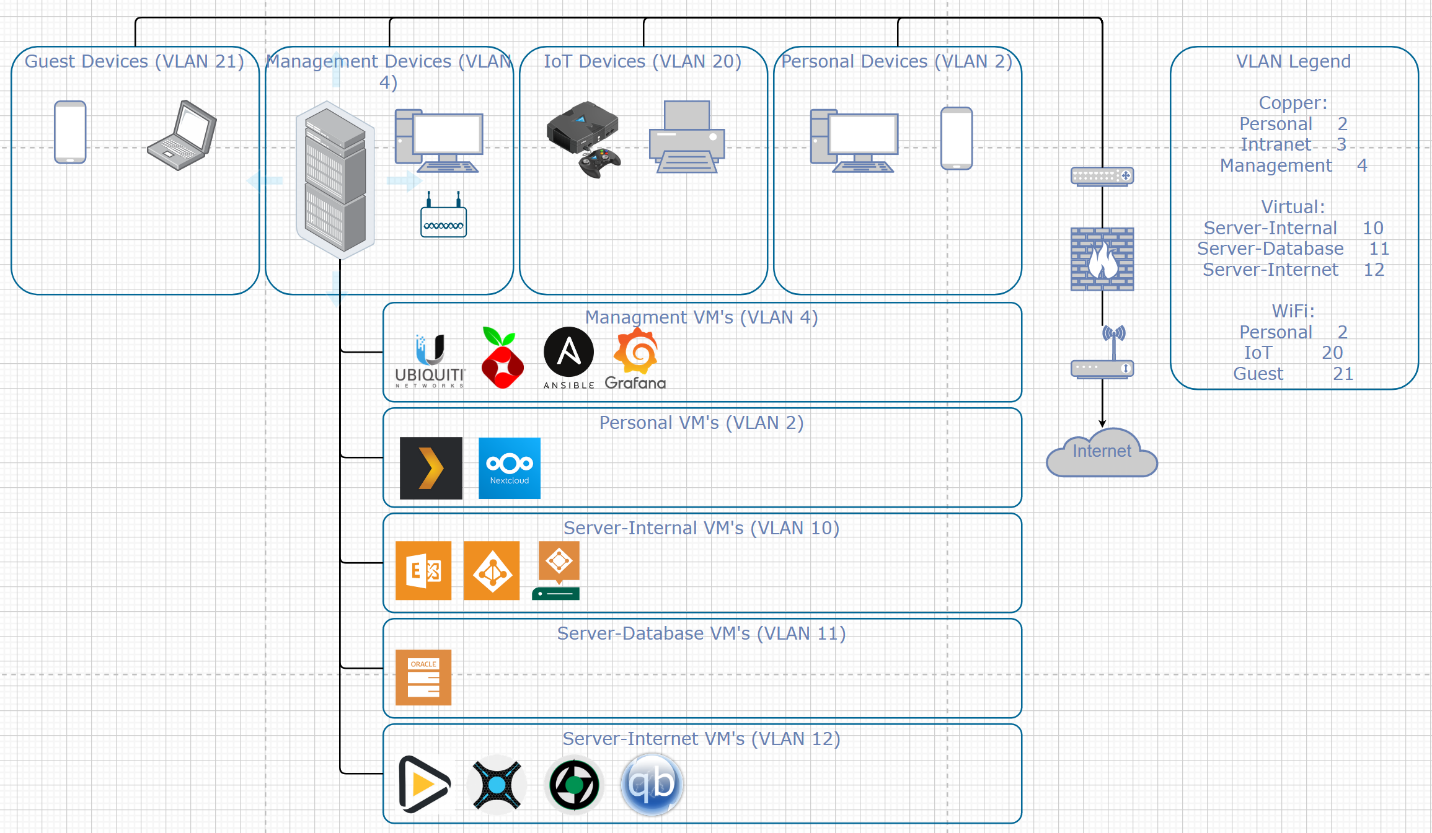 Guest Devices (VLAN 21)
Management Devices (VLAN
4)
IoT Devices (VLAN 20)
Personal Devices (VLAN 2)
VLAN Legend
Copper:
Personal 2
Intranet 3
Management 4
Virtual:
Server-Internal 10
Server-Database 11
Server-Internet 12
WiFi:
Personal 2
IoT 20
Guest 21
Internet
Managment VM's (VLAN 4)
UBIQUITI
NETWORKS
ANSIBLE
Grafana
Personal VM's (VLAN 2)
Nextcloud
Server-Internal VM's (VLAN 10)
E
Server-Database VM's (VLAN 11)
ORACLE
Server-Internet VM's (VLAN 12)
qb